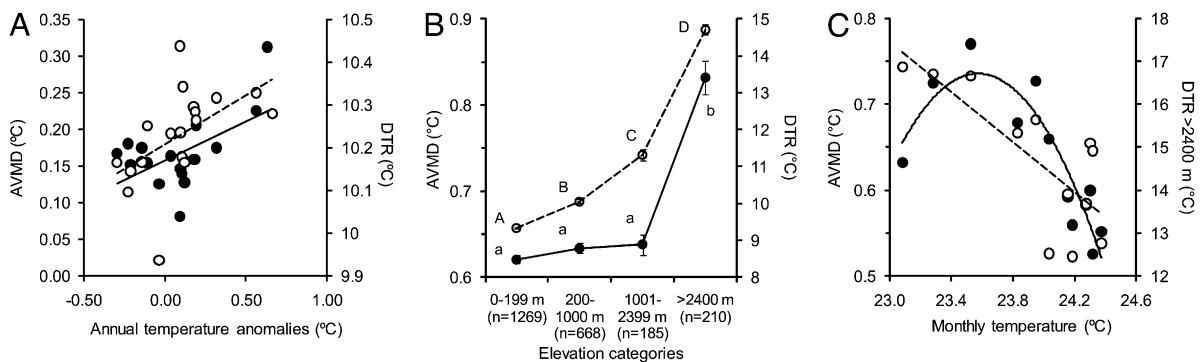 A
0.35
0.30
0.25
0.20
0.15
0.10
0.05
0.00
AVMD (ºC)
10.5
10.4
10.3
10.2
10.1
10
9.9
DTR (ºC)
-0.50
0.00
0.50
1.00
Annual temperature anomalies (ºC)
B
0.9
0.8
0.7
0.6
AVMD (°C)
15
14
13
12
11
10
9
8
DTR (°C)
A
B
C
D
a
a
a
b
0-199 m
(n=1269)
200-
1000 m
(n=668)
1001-
2399 m
(n=185)
>2400 m
(n=210)
Elevation categories
C
0.8
0.7
0.6
0.5
AVMD (°C)
18
17
16
15
14
13
12
DTR >2400 m (°C)
23.0
23.4
23.8
24.2
24.6
Monthly temperature (ºC)